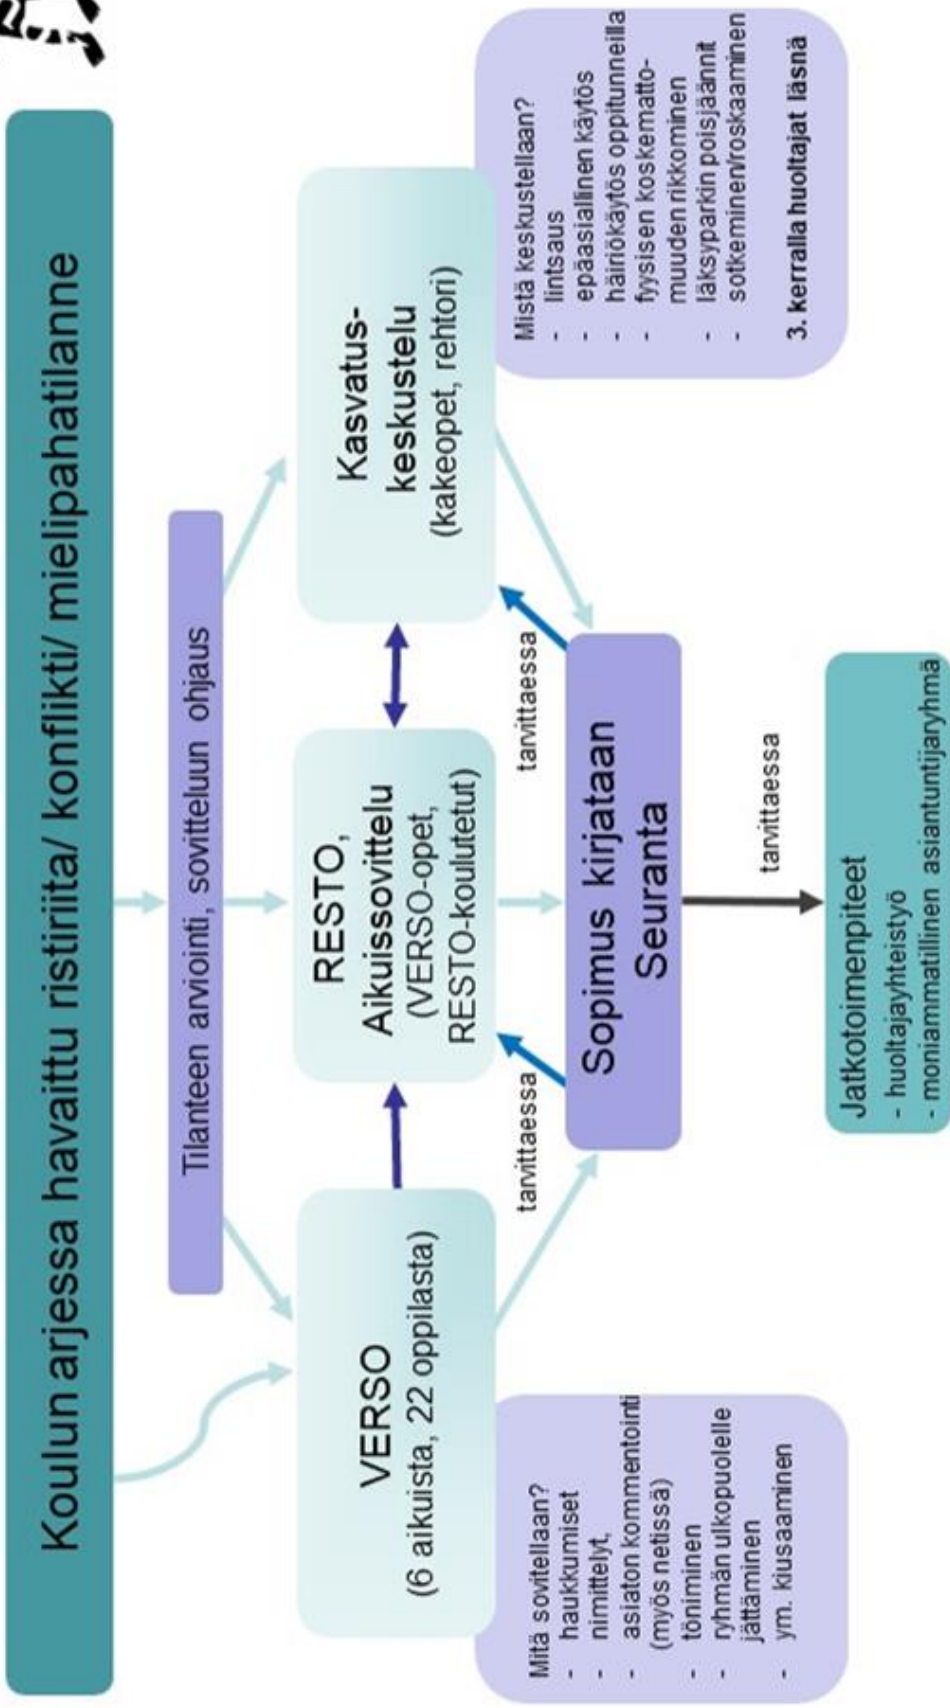 Koulun arjessa havaittu ristiriita/ konflikti/ mielipahatilanne
Tilanteen arviointi, sovitteluun ohjaus
VERSO
(6 aikuista, 22 oppilasta)
RESTO,
Aikuissovittelu
(VERSO-opet,
RESTO-koulutetut)
Kasvatus-
keskustelu
(kakeopet, rehtori)
Mitä sovitellaan?
- haukkumiset
- nimittelyt,
- asiaton kommentointi
(myös netissä)
- töniminen
- ryhmän ulkopuolelle
jättäminen
- ym. kiusaaminen
tarvittaessa
tarvittaessa
Mistä keskustellaan?
- lintsaus
- epäasiallinen käytös
- häiriökäytös oppitunneilla
- fyysisen koskematto-
muuden rikkominen
- läksyparkin poisjäännit
- sotkeminen/roskaaminen
3. kerralla huoltajat läsnä
Sopimus kirjataan
Seuranta
tarvittaessa
Jatkotoimenpiteet
- huoltajayhteistyö
- moniammatillinen asiantuntijaryhmä